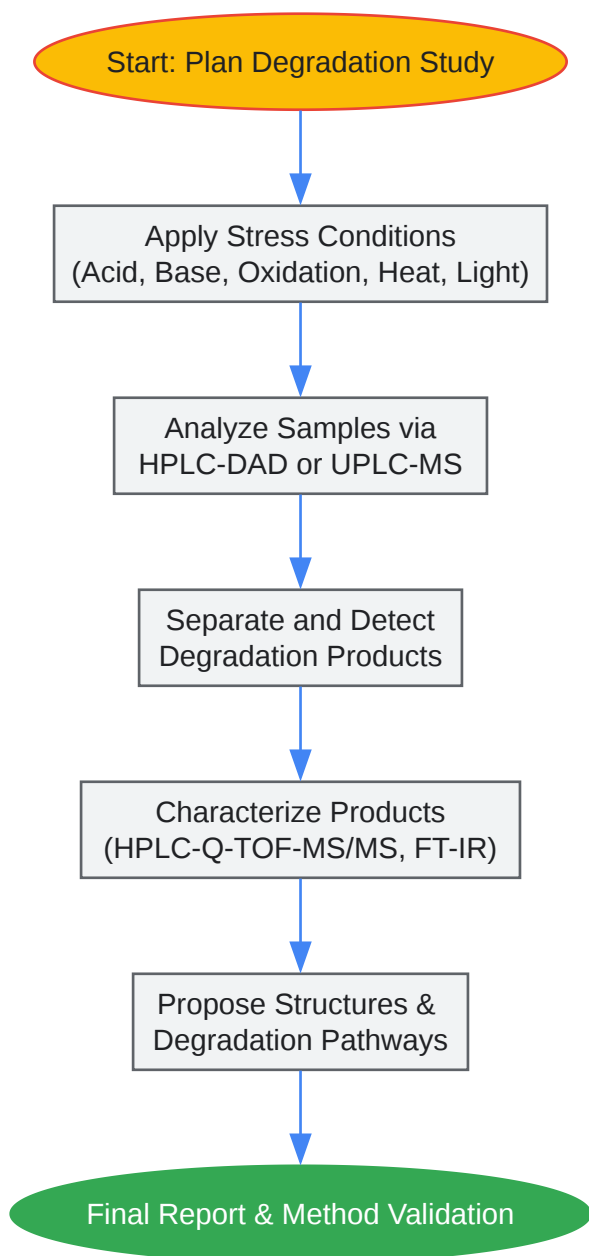 Start: Plan Degradation Study
Apply Stress Conditions
(Acid, Base, Oxidation, Heat, Light)
Analyze Samples via
HPLC-DAD or UPLC-MS
Separate and Detect
Degradation Products
Characterize Products
(HPLC-Q-TOF-MS/MS, FT-IR)
Propose Structures &
Degradation Pathways
Final Report & Method Validation